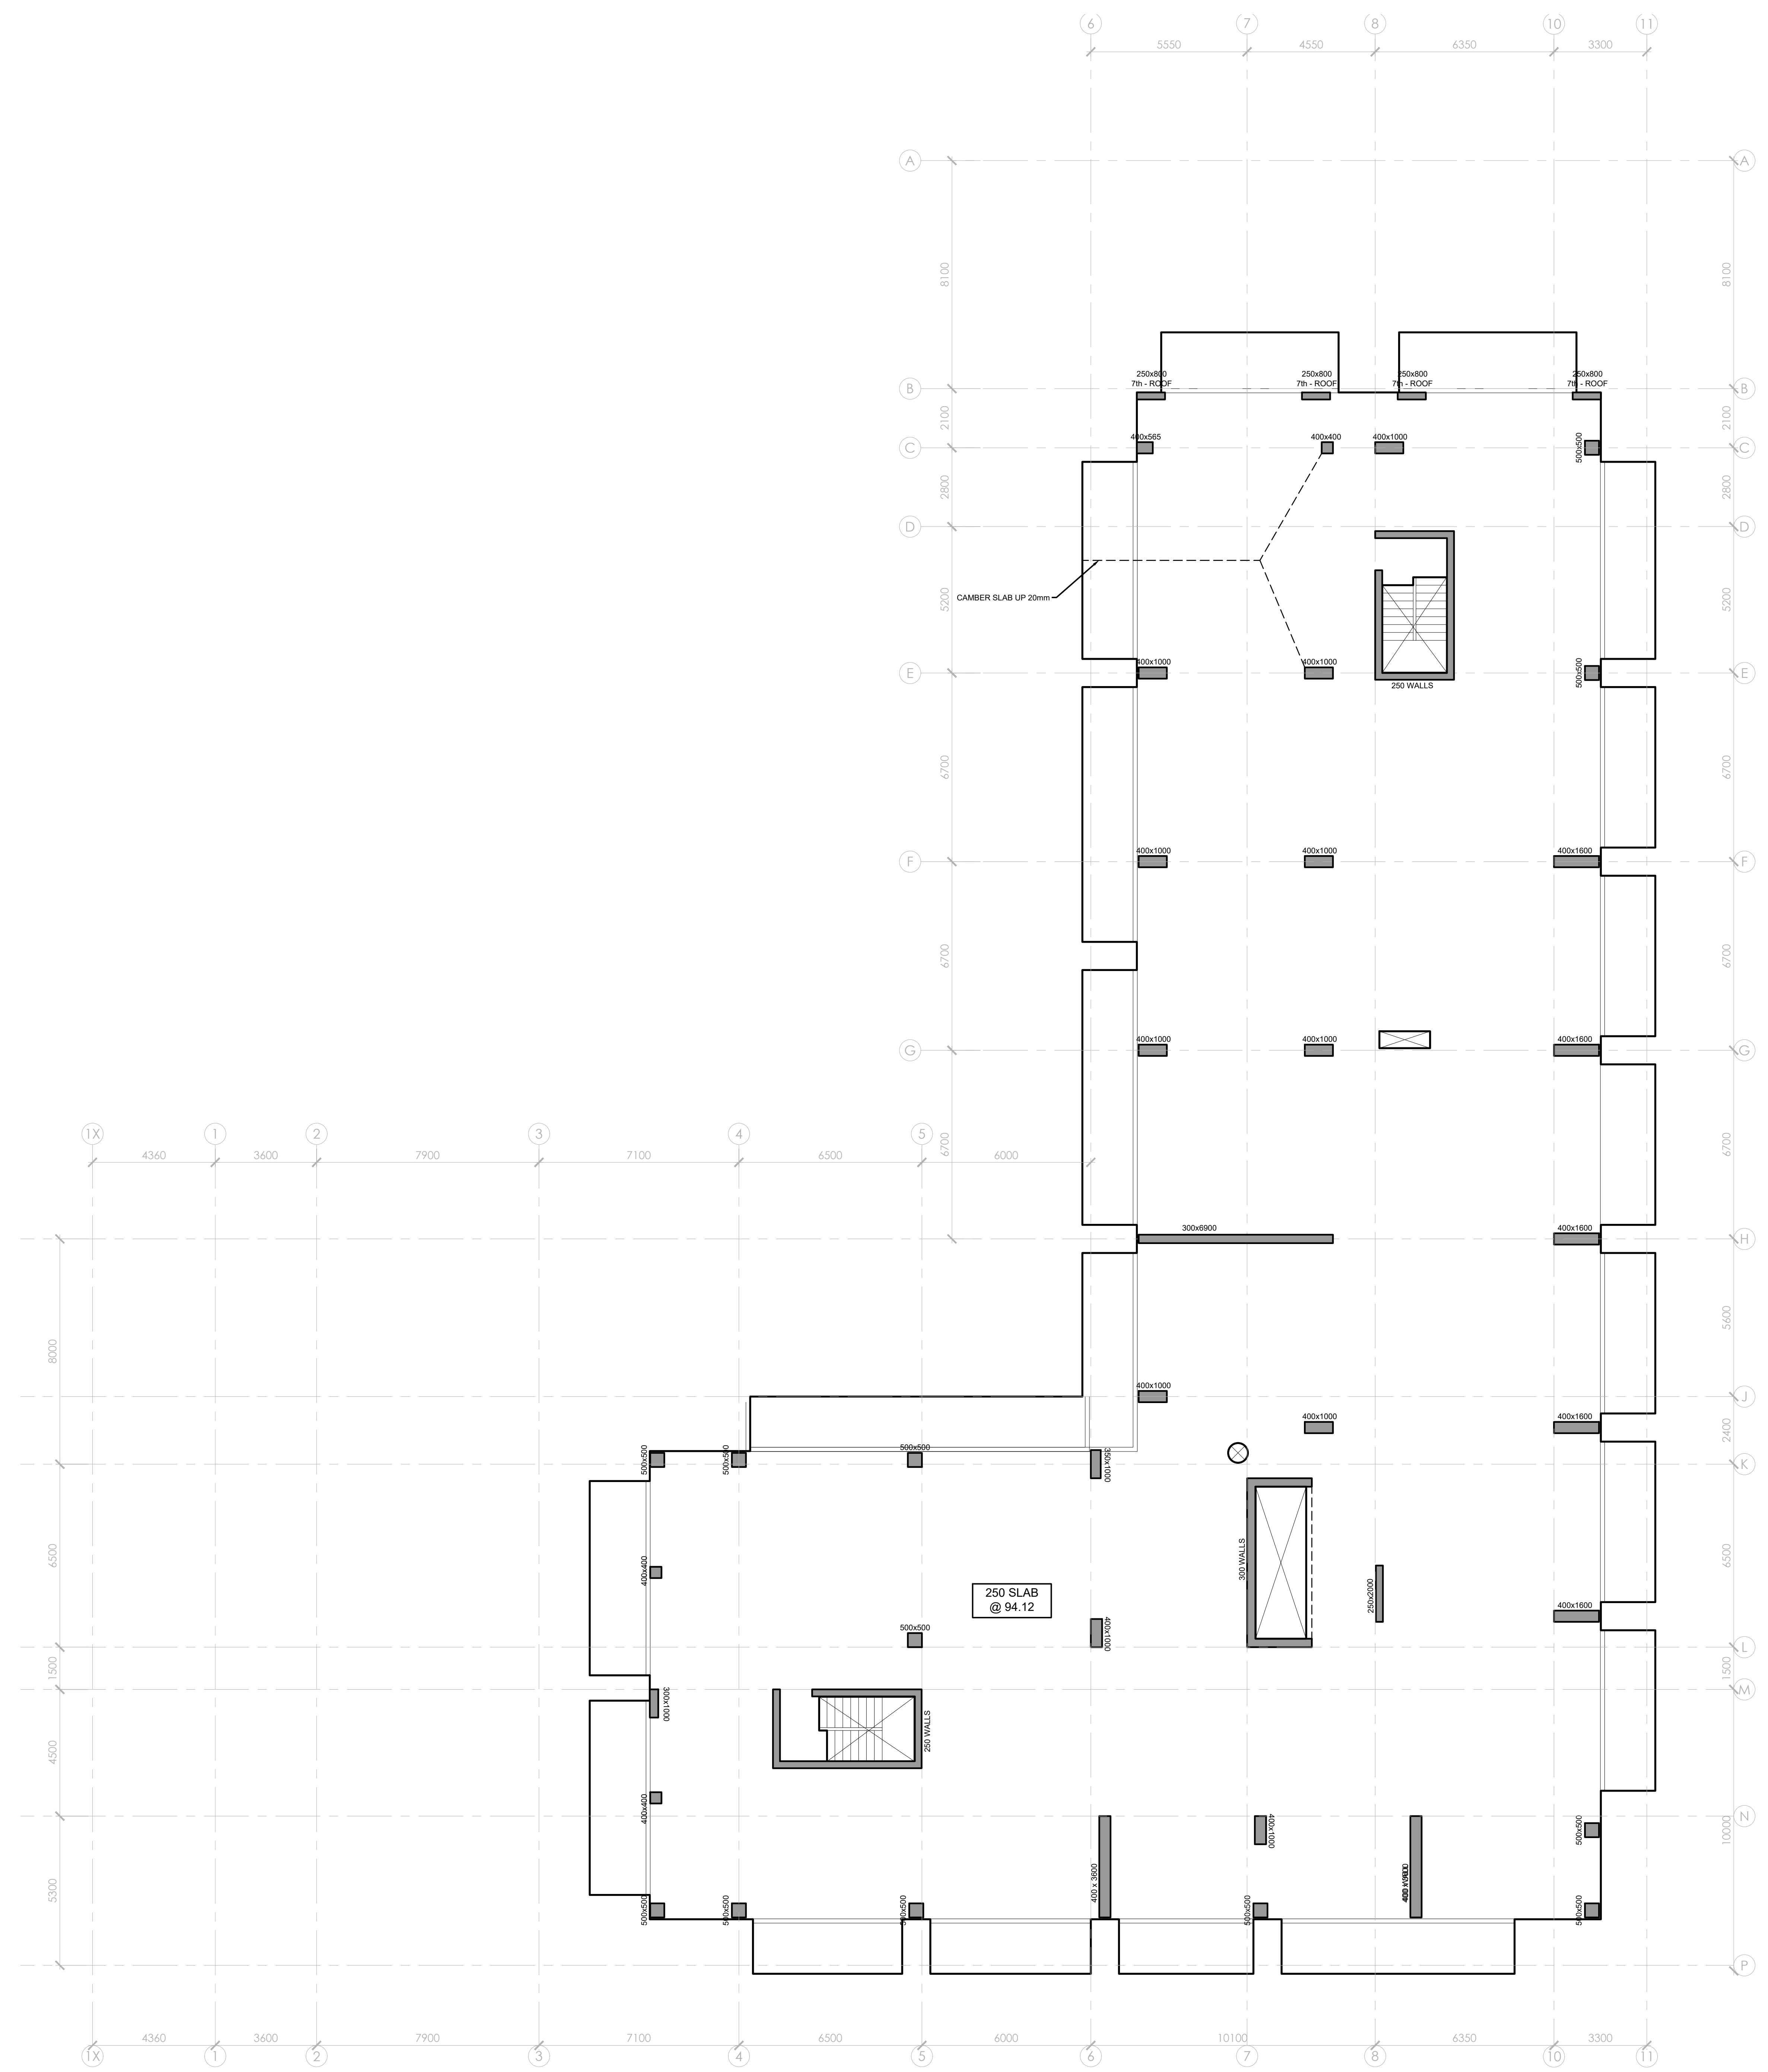 6 7 8 10 11
5550 4550 6350 3300
A A
8100 8100
250x800 250x800 250x800 250x800
7th - ROOF 7th - ROOF 7th - ROOF 7th - ROOF
B B
2100 2100
400x565 400x400 400x1000 500x500
C C
2800 2800
D D
CAMBER SLAB UP 20mm
5200 5200
400x1000 400x1000 500x500
E E
250 WALLS
6700 6700
400x1000 400x1000 400x1600
F F
6700 6700
400x1000 400x1000 400x1600
G G
1X 1 2 3 4 5
4360 3600 7900 7100 6500 6000
6700 6700
300x6900 400x1600
H
8000 5600
400x1000
J
400x1000 400x1600
2400
500x500 500x500 500x500 350x1000
K
6500 6500
400x400
300 WALLS
250x2000
250 SLAB
@ 94.12
400x1600
500x500 400x1000
L
1500 1500
M
300x1000
250 WALLS
4500
400x400
N
400x1000 500x500
10000
5300
400 x 3600
500x500 500x500 500x500 500x500 500x500
P
4360 3600 7900 7100 6500 6000 10100 6350 3300
1X 1 2 3 4 5 6 7 8 10 11